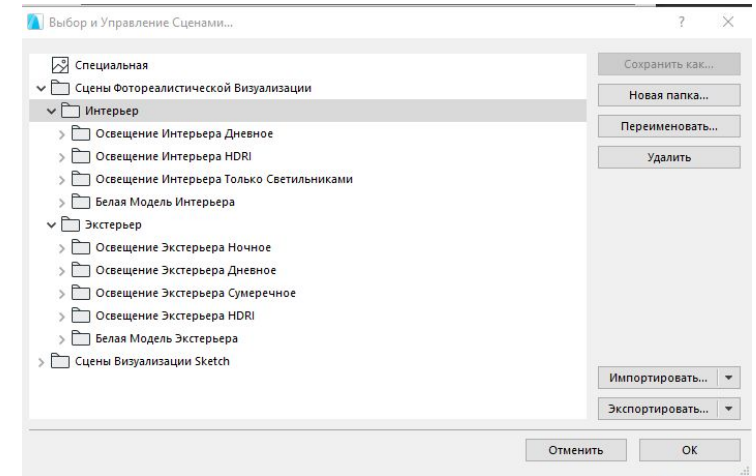 Выбор и Управление Сценами...
Специальная
Сцены Фотореалистической Визуализации
Интерьер
Освещение Интерьера Дневное
Освещение Интерьера HDRI
Освещение Интерьера Только Светильниками
Белая Модель Интерьера
Экстерьер
Освещение Экстерьера Ночное
Освещение Экстерьера Дневное
Освещение Экстерьера Сумеречное
Освещение Экстерьера HDRI
Белая Модель Экстерьера
Сцены Визуализации Sketch
Сохранить как...
Новая папка...
Переименовать...
Удалить
Импортировать...
Экспортировать...
Отменить
ОК